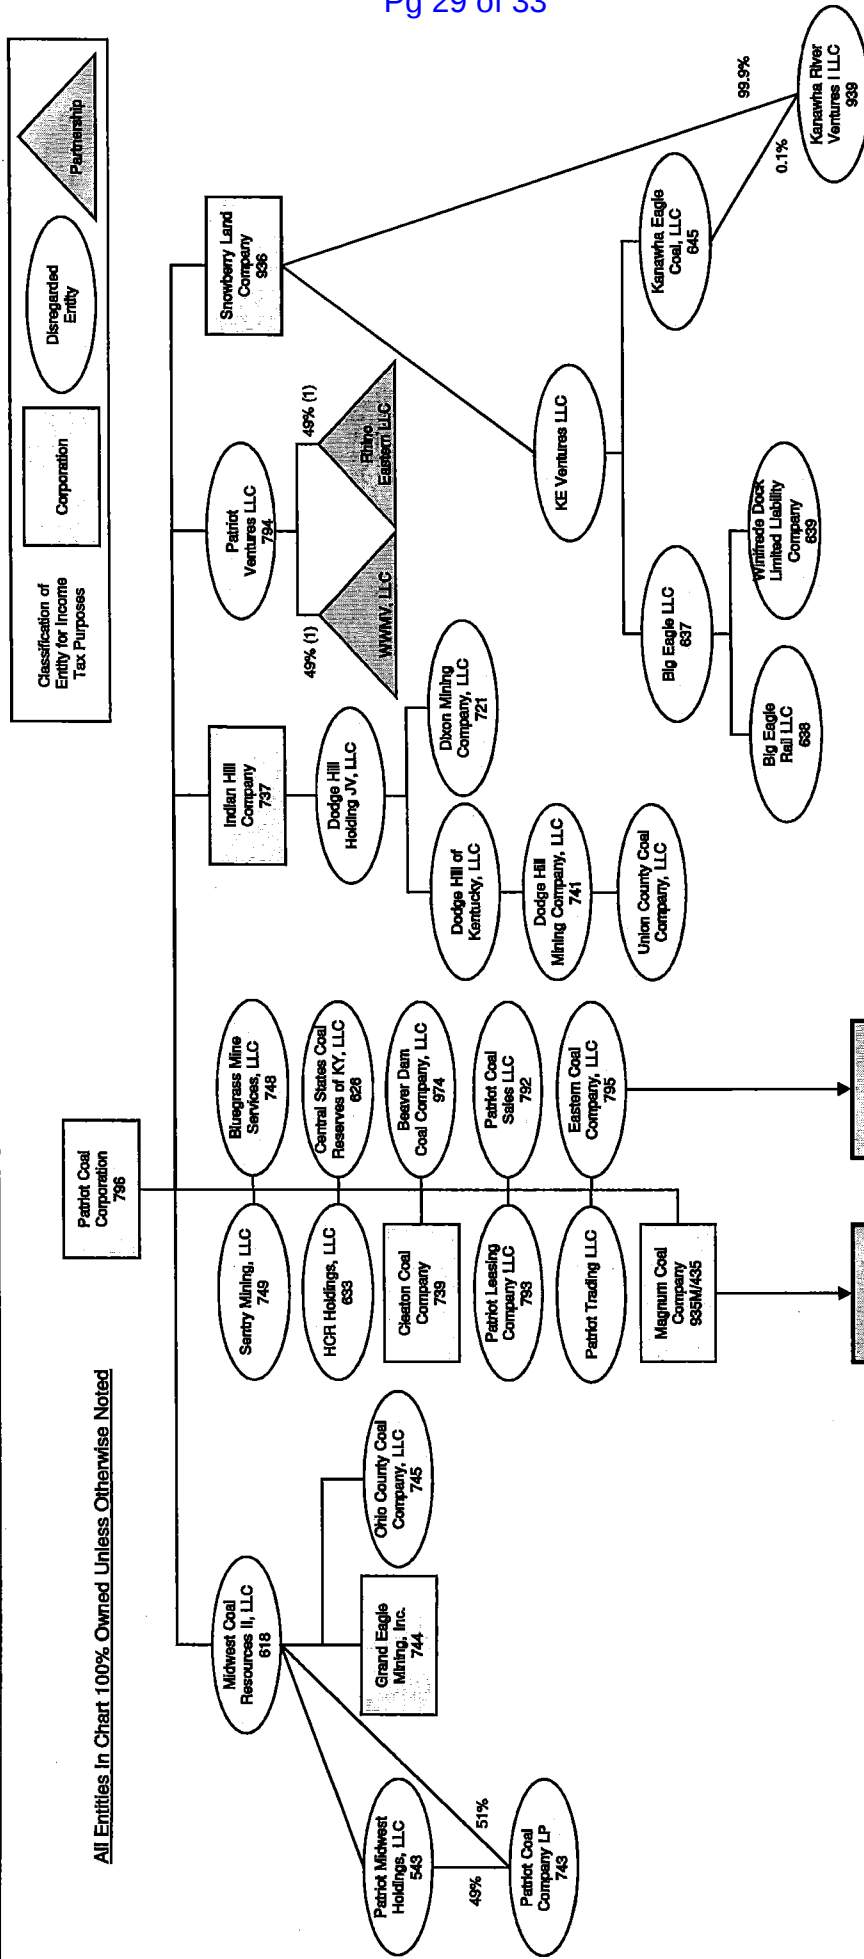 Pg 29 of 33
Classification of
Entity for Income
Tax Purposes
Corporation
Disregarded
Entity
Partnership
All Entities In Chart 100% Owned Unless Otherwise Noted
Patriot Coal
Corporation
796
Midwest Coal
Resources II, LLC
618
Patriot Midwest
Holdings, LLC
543
49%
51%
Patriot Coal
Company LP
743
Grand Eagle
Mining, Inc.
744
Ohio County Coal
Company, LLC
745
Sentry Mining, LLC
749
Bluegrass Mine
Services, LLC
748
HCR Holdings, LLC
633
Central States Coal
Reserves of KY, LLC
626
Cleaton Coal
Company
739
Beaver Dam
Coal Company, LLC
974
Patriot Leasing
Company LLC
793
Patriot Coal
Sales LLC
792
Patriot Trading LLC
Eastern Coal
Company, LLC
795
Magnum Coal
Company
935M/435
Indian Hill
Company
737
Dodge Hill
Holding JV, LLC
Dodge Hill of
Kentucky, LLC
Dixon Mining
Company, LLC
721
Dodge Hill
Mining Company, LLC
741
Union County Coal
Company, LLC
Patriot
Ventures LLC
794
49% (1)
49% (1)
WWMV, LLC
Rhino
Eastern LLC
Snowberry Land
Company
936
KE Ventures LLC
Big Eagle LLC
637
Big Eagle
Rail LLC
638
Winifrede Dock
Limited Liability
Company
639
Kanawha Eagle
Coal, LLC
645
0.1%
99.9%
Kanawha River
Ventures I LLC
939